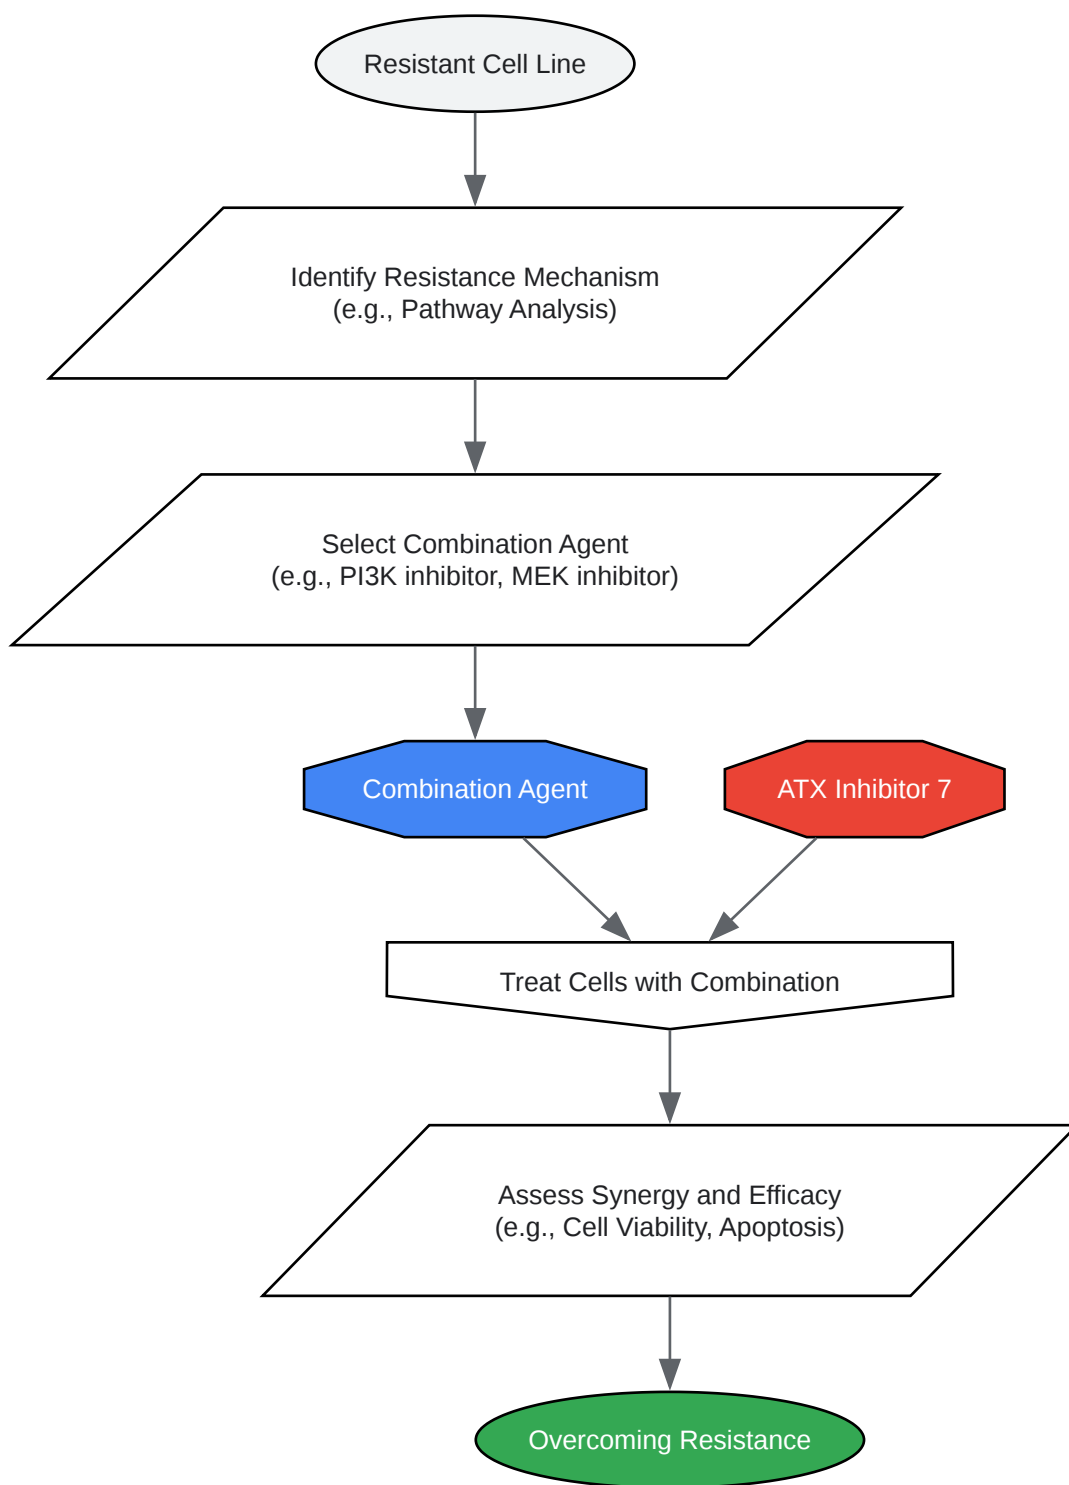 Resistant Cell Line
Identify Resistance Mechanism
(e.g., Pathway Analysis)
Select Combination Agent
(e.g., PI3K inhibitor, MEK inhibitor)
Combination Agent
ATX Inhibitor 7
Treat Cells with Combination
Assess Synergy and Efficacy
(e.g., Cell Viability, Apoptosis)
Overcoming Resistance